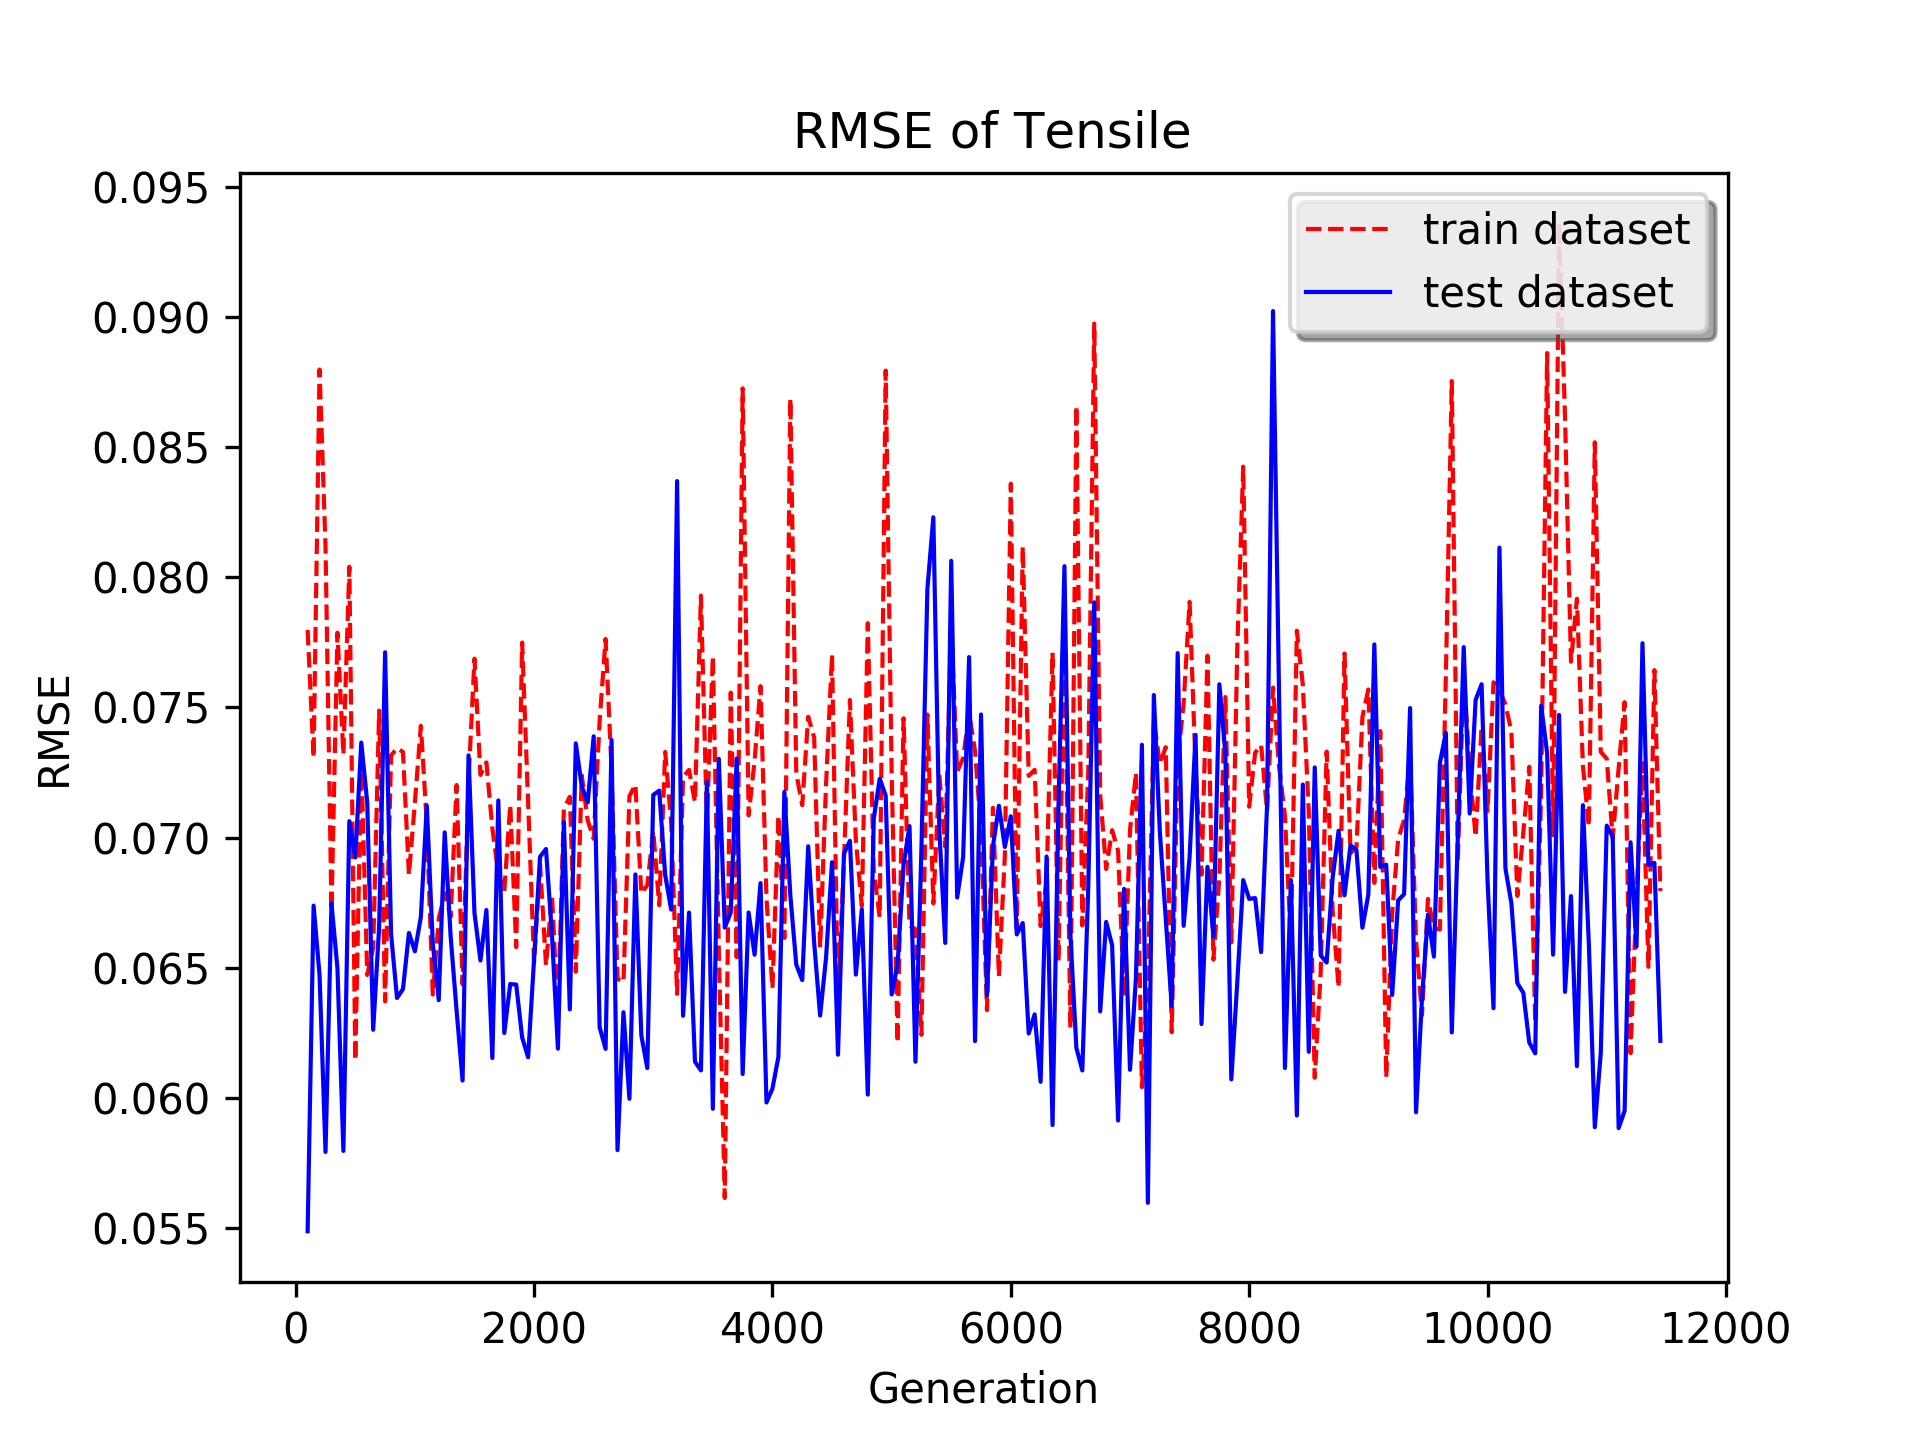 RMSE of Tensile
train dataset
test dataset
RMSE
0.095
0.090
0.085
0.080
0.075
0.070
0.065
0.060
0.055
0 2000 4000 6000 8000 10000 12000
Generation